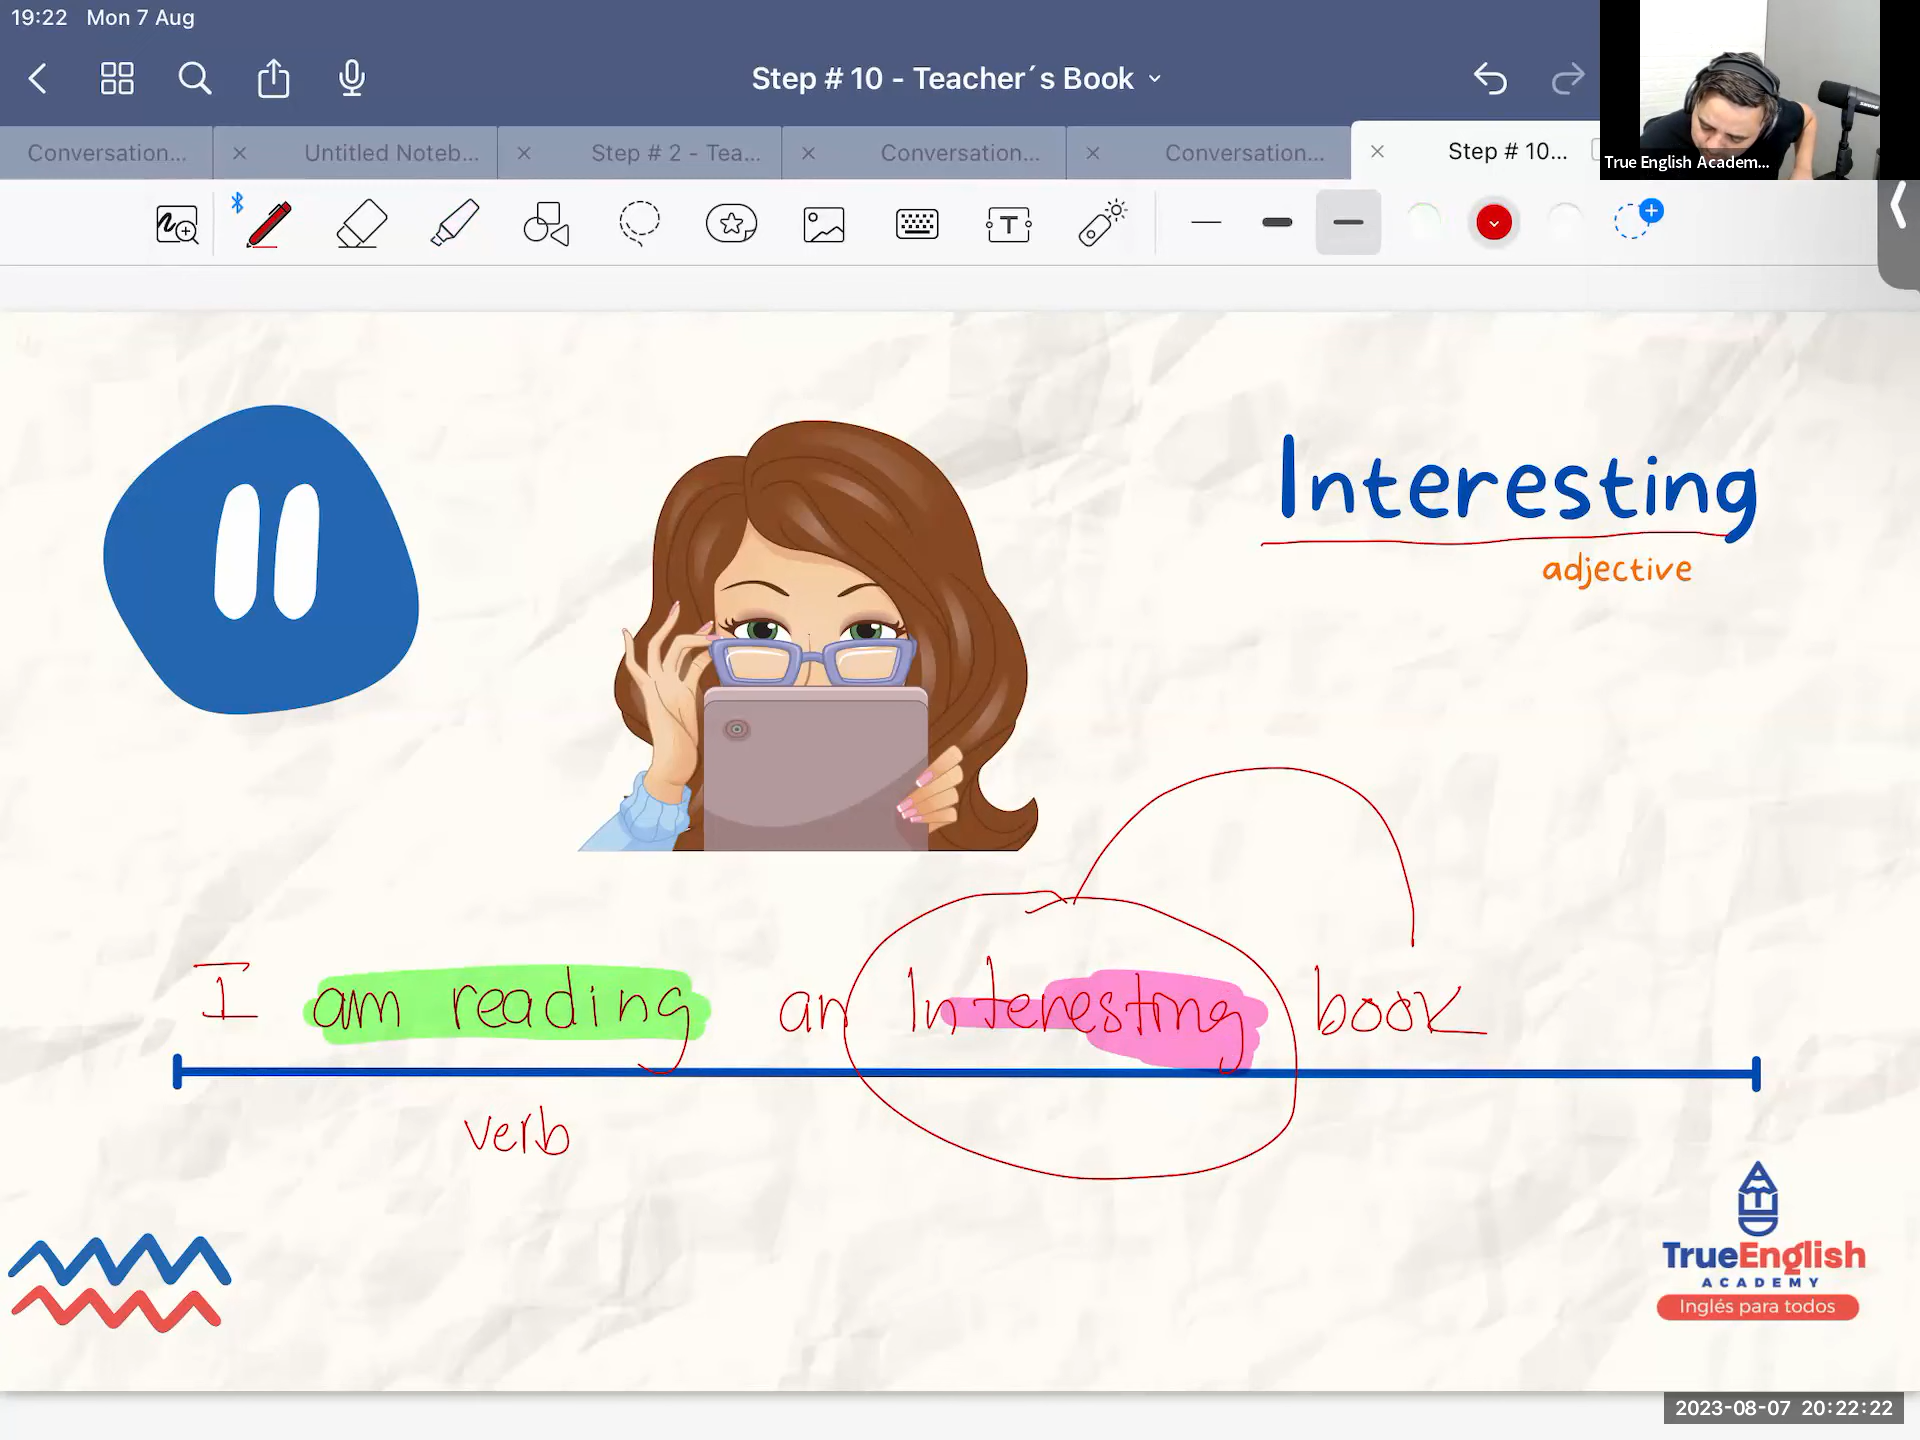 19:22 Mon 7 Aug
Step # 10 - Teacher´s Book
Conversation...
Untitled Noteb...
Step # 2 - Tea...
Conversation...
Conversation...
Step # 10...
True English Academ...
T
11
Interesting
adjective
I am reading an Interesting book
verb
TrueEnglish
ACADEMY
Inglés para todos
2023-08-07 20:22:22